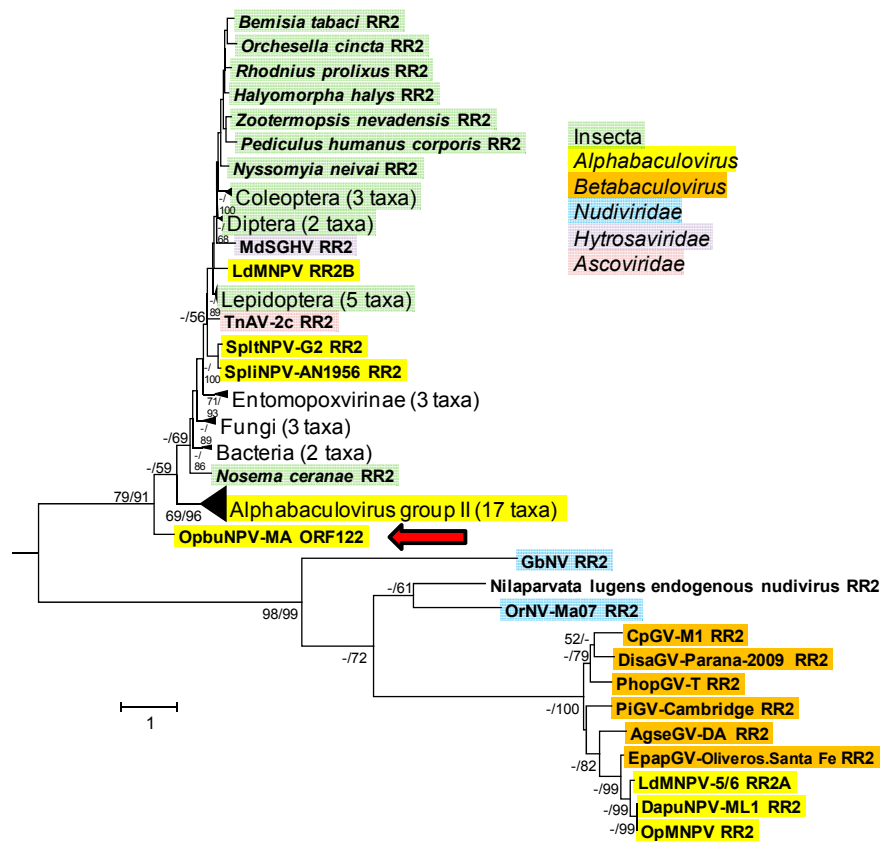 Bemisia tabaci RR2
Orchesella cincta RR2
Rhodnius prolixus RR2
Halyomorpha halys RR2
Zootermopsis nevadensis RR2
Pediculus humanus corporis RR2
Nyssomyia neivai RR2
Coleoptera (3 taxa)
-/
100
Diptera (2 taxa)
-/
68
MdSGHV RR2
LdMNPV RR2B
Lepidoptera (5 taxa)
-/
89
-/56
TnAV-2c RR2
SpltNPV-G2 RR2
SpliNPV-AN1956 RR2
-/
100
Entomopoxvirinae (3 taxa)
71/
93
Fungi (3 taxa)
-/
89
-/69
Bacteria (2 taxa)
-/
86
-/59
Nosema ceranae RR2
79/91
69/96
Alphabaculovirus group II (17 taxa)
OpbuNPV-MA ORF122
Insecta
Alphabaculovirus
Betabaculovirus
Nudiviridae
Hytrosaviridae
Ascoviridae
GbNV RR2
-/61
Nilaparvata lugens endogenous nudivirus RR2
OrNV-Ma07 RR2
98/99
-/72
52/-
CpGV-M1 RR2
-/79
DisaGV-Parana-2009 RR2
PhopGV-T RR2
-/100
PiGV-Cambridge RR2
AgseGV-DA RR2
-/82
EpapGV-Oliveros.Santa Fe RR2
-/99
LdMNPV-5/6 RR2A
DapuNPV-ML1 RR2
-/99
OpMNPV RR2
1